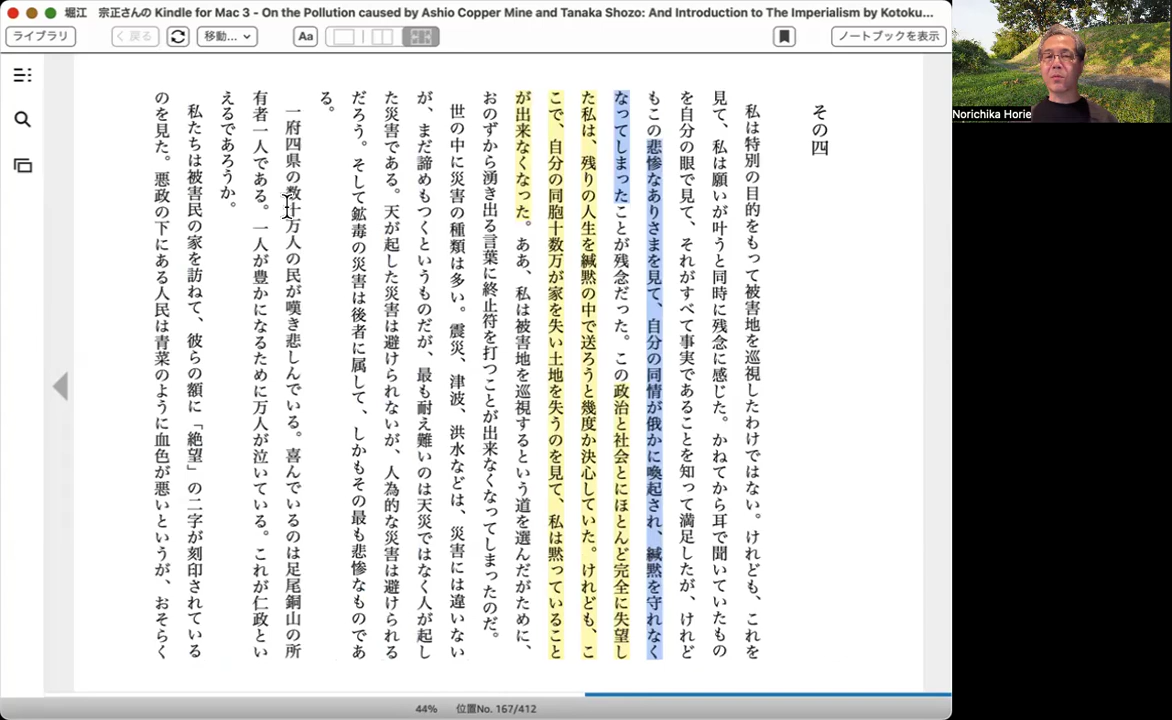 堀江　宗正さんの Kindle for Mac 3 - On the Pollution caused by Ashio Copper Mine and Tanaka Shozo: And Introduction to The Imperialism by Kotoku...
ライブラリ
戻る
移動...
Aa
ノートブックを表示
Norichika Horie
その四
私は特別の目的をもって被害地を巡視したわけではない。けれども、これを
見て、私は願いが叶うと同時に残念に感じた。かねてから耳で聞いていたもの
を自分の眼で見て、それがすべて事実であることを知って満足したが、けれど
もこの悲惨なありさまを見て、自分の同情が俄かに喚起され、緘黙を守れなく
なってしまったことが残念だった。この政治と社会とにほとんど完全に失望し
た私は、残りの人生を緘黙の中で送ろうと幾度か決心していた。けれども、こ
こで、自分の同胞十数万が家を失い土地を失うのを見て、私は黙っていること
が出来なくなった。ああ、私は被害地を巡視するという道を選んだがために、
おのずから湧き出る言葉に終止符を打つことが出来なくなってしまったのだ。
世の中に災害の種類は多い。震災、津波、洪水などは、災害には違いない
が、まだ諦めもつくというものだが、最も耐え難いのは天災ではなく人が起し
た災害である。天が起した災害は避けられないが、人為的な災害は避けられる
だろう。そして鉱毒の災害は後者に属して、しかもその最も悲惨なものであ
る。
一府四県の数十万人の民が嘆き悲しんでいる。喜んでいるのは足尾銅山の所
有者一人である。一人が豊かになるために万人が泣いている。これが仁政とい
えるであろうか。
私たちは被害民の家を訪ねて、彼らの額に「絶望」の二字が刻印されている
のを見た。悪政の下にある人民は青菜のように血色が悪いというが、おそらく
44%
位置No. 167/412